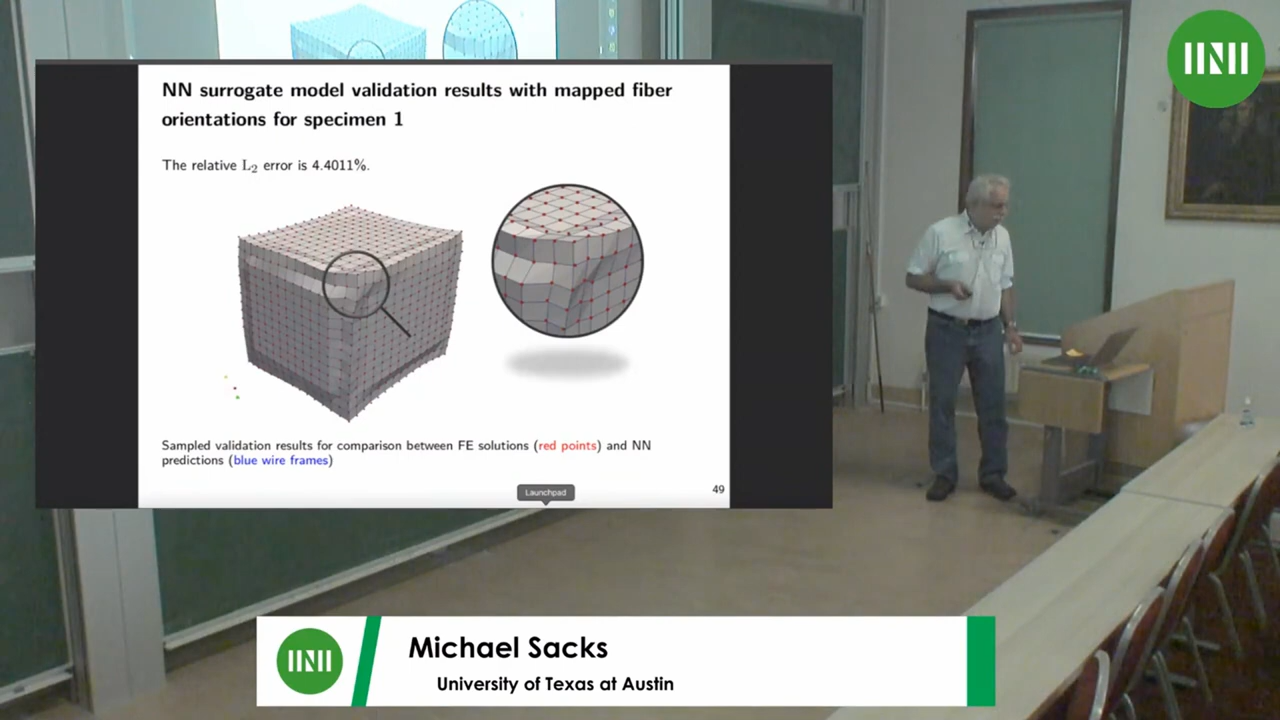 NN surrogate model validation results with mapped fiber
orientations for specimen 1
The relative L₂ error is 4.4011%.
Sampled validation results for comparison between FE solutions (red points) and NN
predictions (blue wire frames)
Launchpad
49
Michael Sacks
University of Texas at Austin